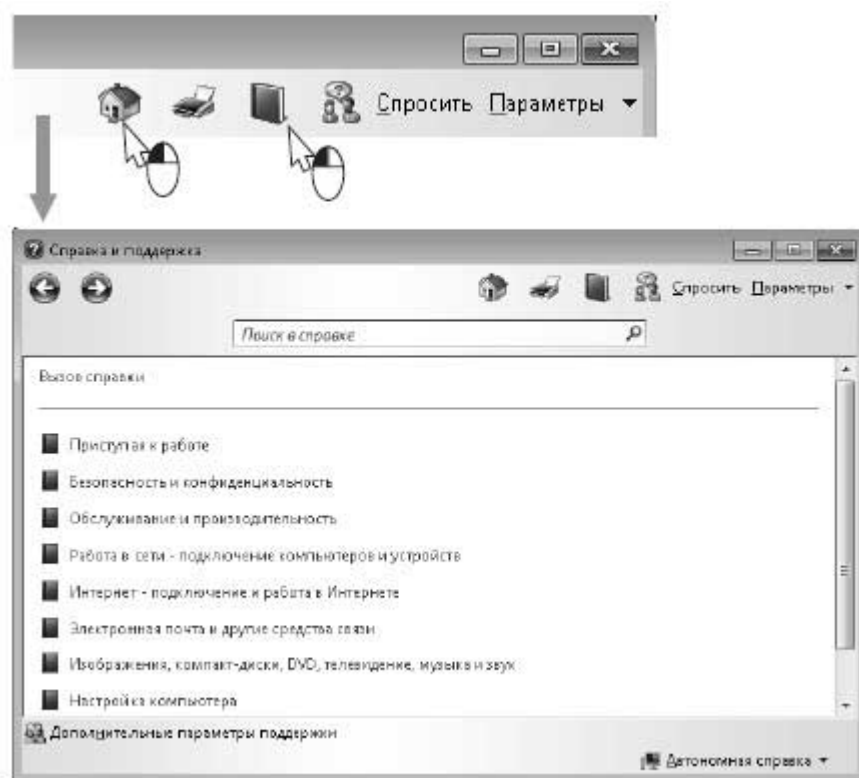 Спросить Параметры
Справка и поддержка
Спросить Параметры
Поиск в справке
Вызов справки
Приступая к работе
Безопасность и конфиденциальность
Обслуживание и производительность
Работа в сети - подключение компьютеров и устройств
Интернет - подключение и работа в Интернете
Электронная почта и другие средства связи
Изображения, компакт-диски, DVD, телевидение, музыка и звук
Настройка компьютера
Дополнительные параметры поддержки
Автономная справка